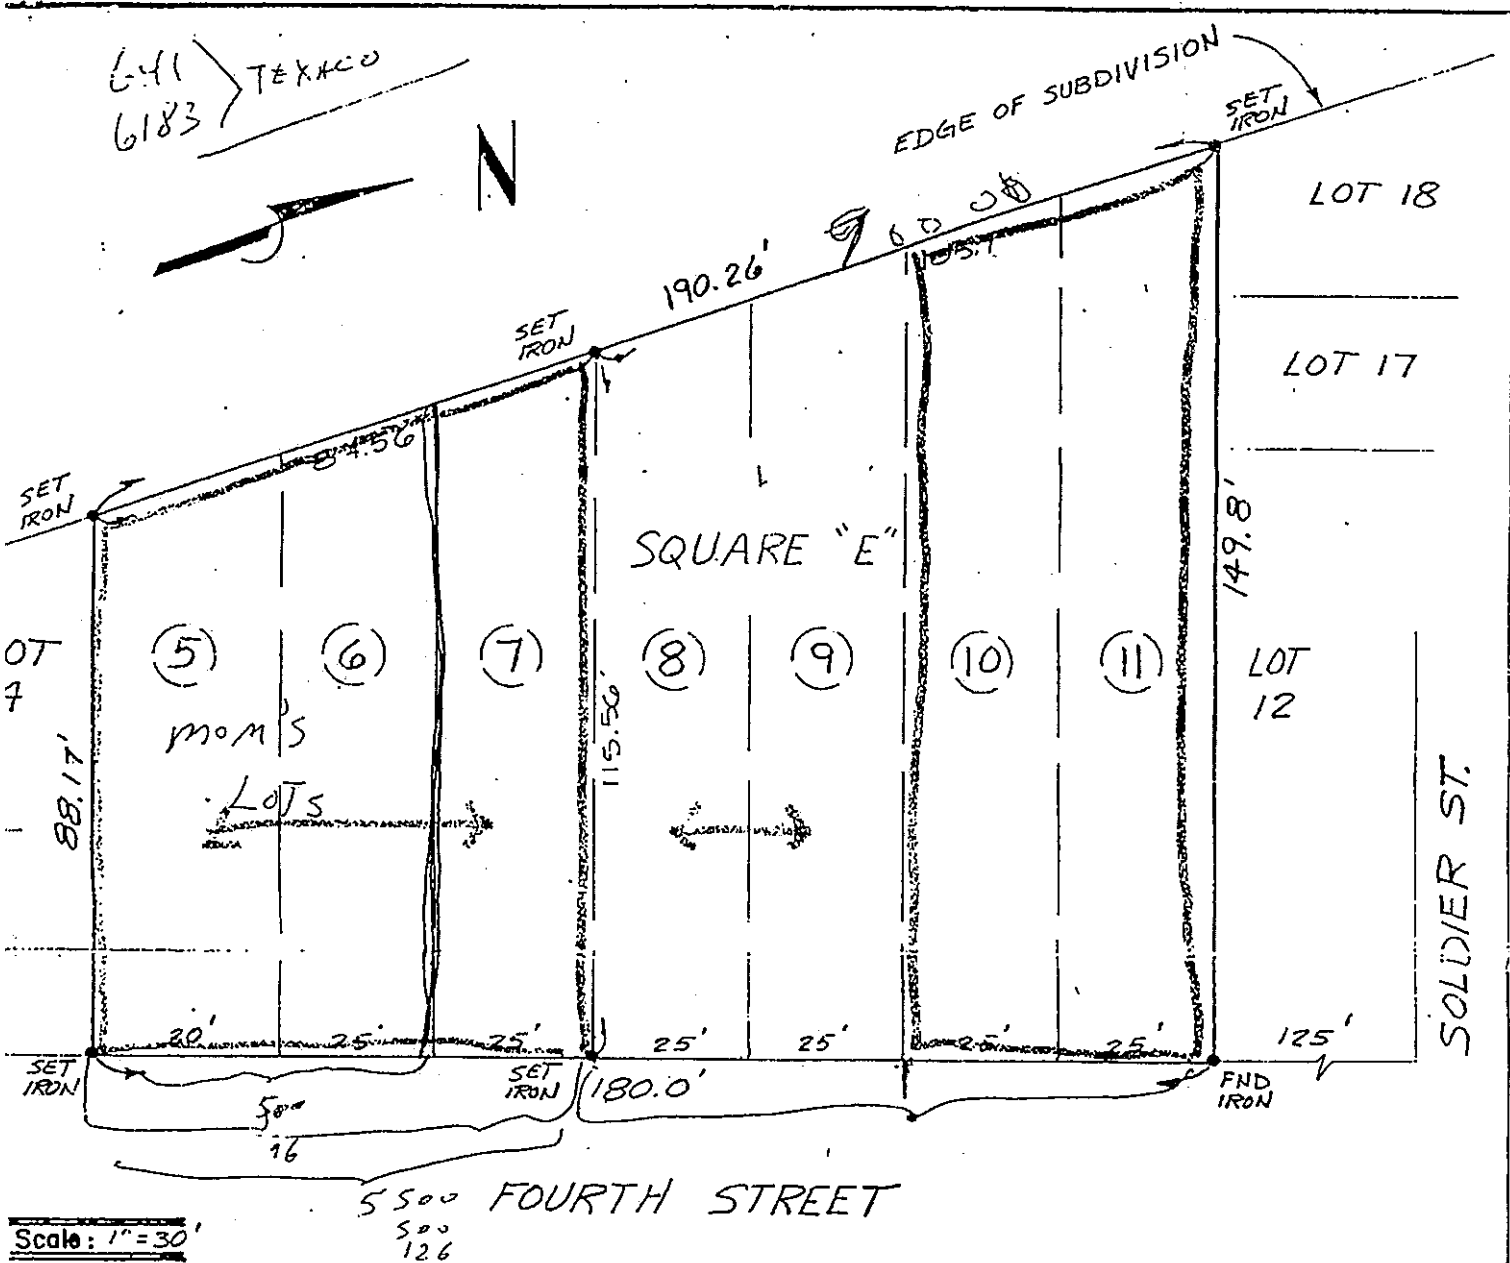 6183 } TEXACO
N
EDGE OF SUBDIVISION
SET
IRON
LOT 18
190.26'
SET
IRON
LOT 17
SET
IRON
84.56
149.8'
SQUARE "E"
OT
7
5
6
7
8
9
10
11
LOT
12
MOM'S
LOTS
88.17'
115.56'
SOLDIER ST.
20'
25'
25'
25'
25'
25'
25'
125'
SET
IRON
SET
IRON
180.0'
FND
IRON
16
5500
FOURTH STREET
500
126
Scale: 1"=30'